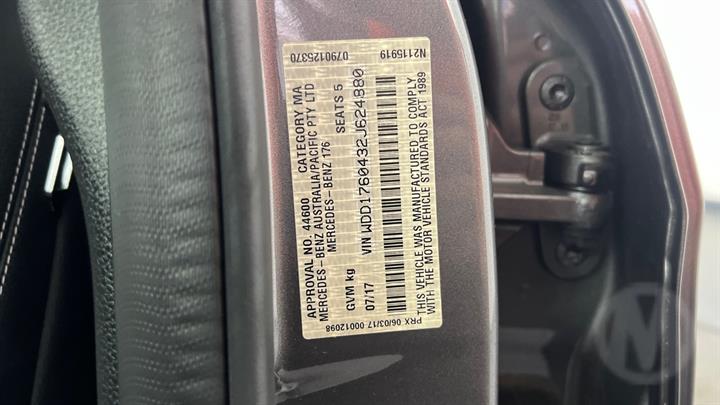 0790125370 N2115919
APPROVAL NO. 44600 CATEGORY MA
MERCEDES-BENZ AUSTRALIA/PACIFIC PTY LTD
MERCEDES-BENZ 176 SEATS 5
GVM kg
VIN WDD1760432J624880
07/17
THIS VEHICLE WAS MANUFACTURED TO COMPLY
WITH THE MOTOR VEHICLE STANDARDS ACT 1989
PRX 06/03/17 00012098
M